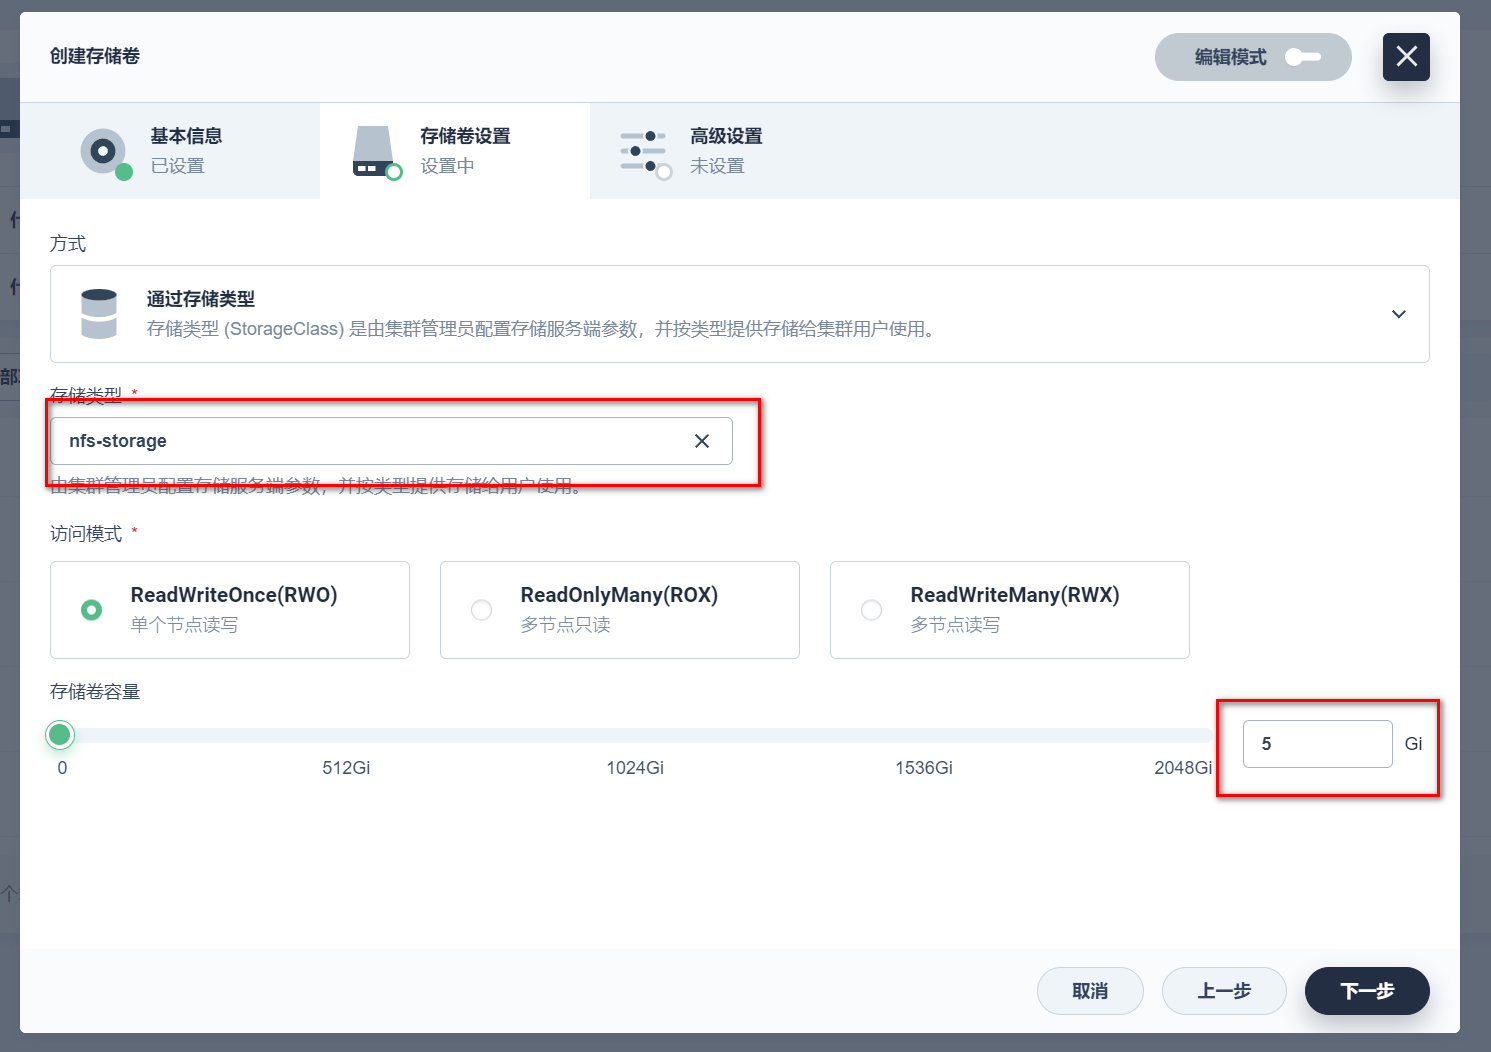 创建存储卷
编辑模式
基本信息
已设置
存储卷设置
设置中
高级设置
未设置
方式
通过存储类型
存储类型 (StorageClass) 是由集群管理员配置存储服务端参数，并按类型提供存储给集群用户使用。
存储类型 *
nfs-storage
由集群管理员配置存储服务端参数，并按类型提供存储给用户使用。
访问模式 *
ReadWriteOnce(RWO)
单个节点读写
ReadOnlyMany(ROX)
多节点只读
ReadWriteMany(RWX)
多节点读写
存储卷容量
5 Gi
0 512Gi 1024Gi 1536Gi 2048Gi
部
个
取消 上一步 下一步